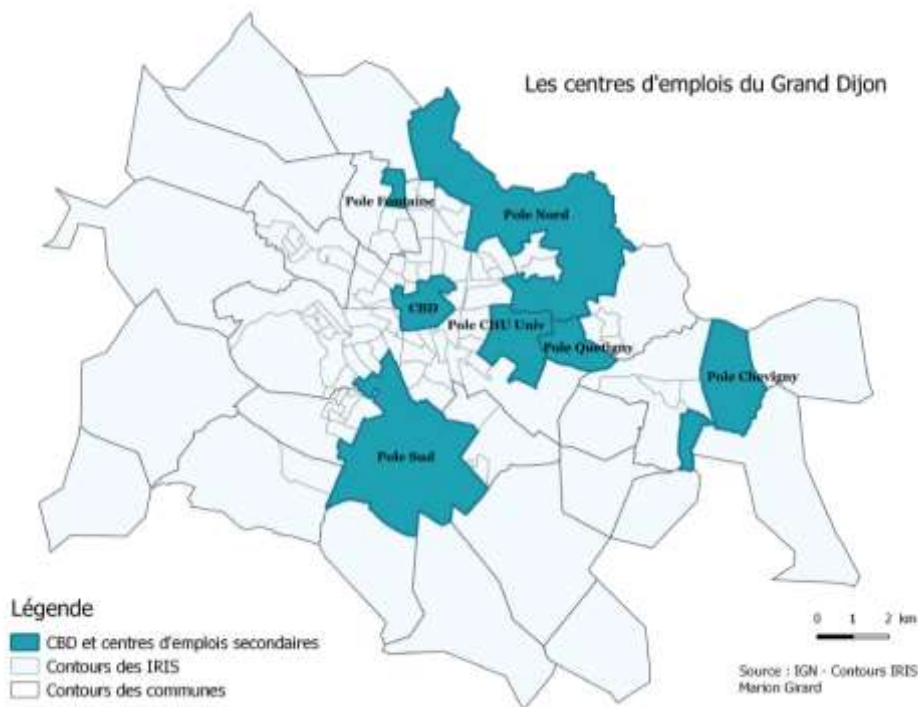 Les centres d'emplois du Grand Dijon
Pole Fontaine
Pole Nord
CBD
Pole CHU Univ
Pole Quetigny
Pole Chevigny
Pole Sud
Légende
CBD et centres d'emplois secondaires
Contours des IRIS
Contours des communes
0 1 2 km
Source : IGN - Contours IRIS
Marion Girard